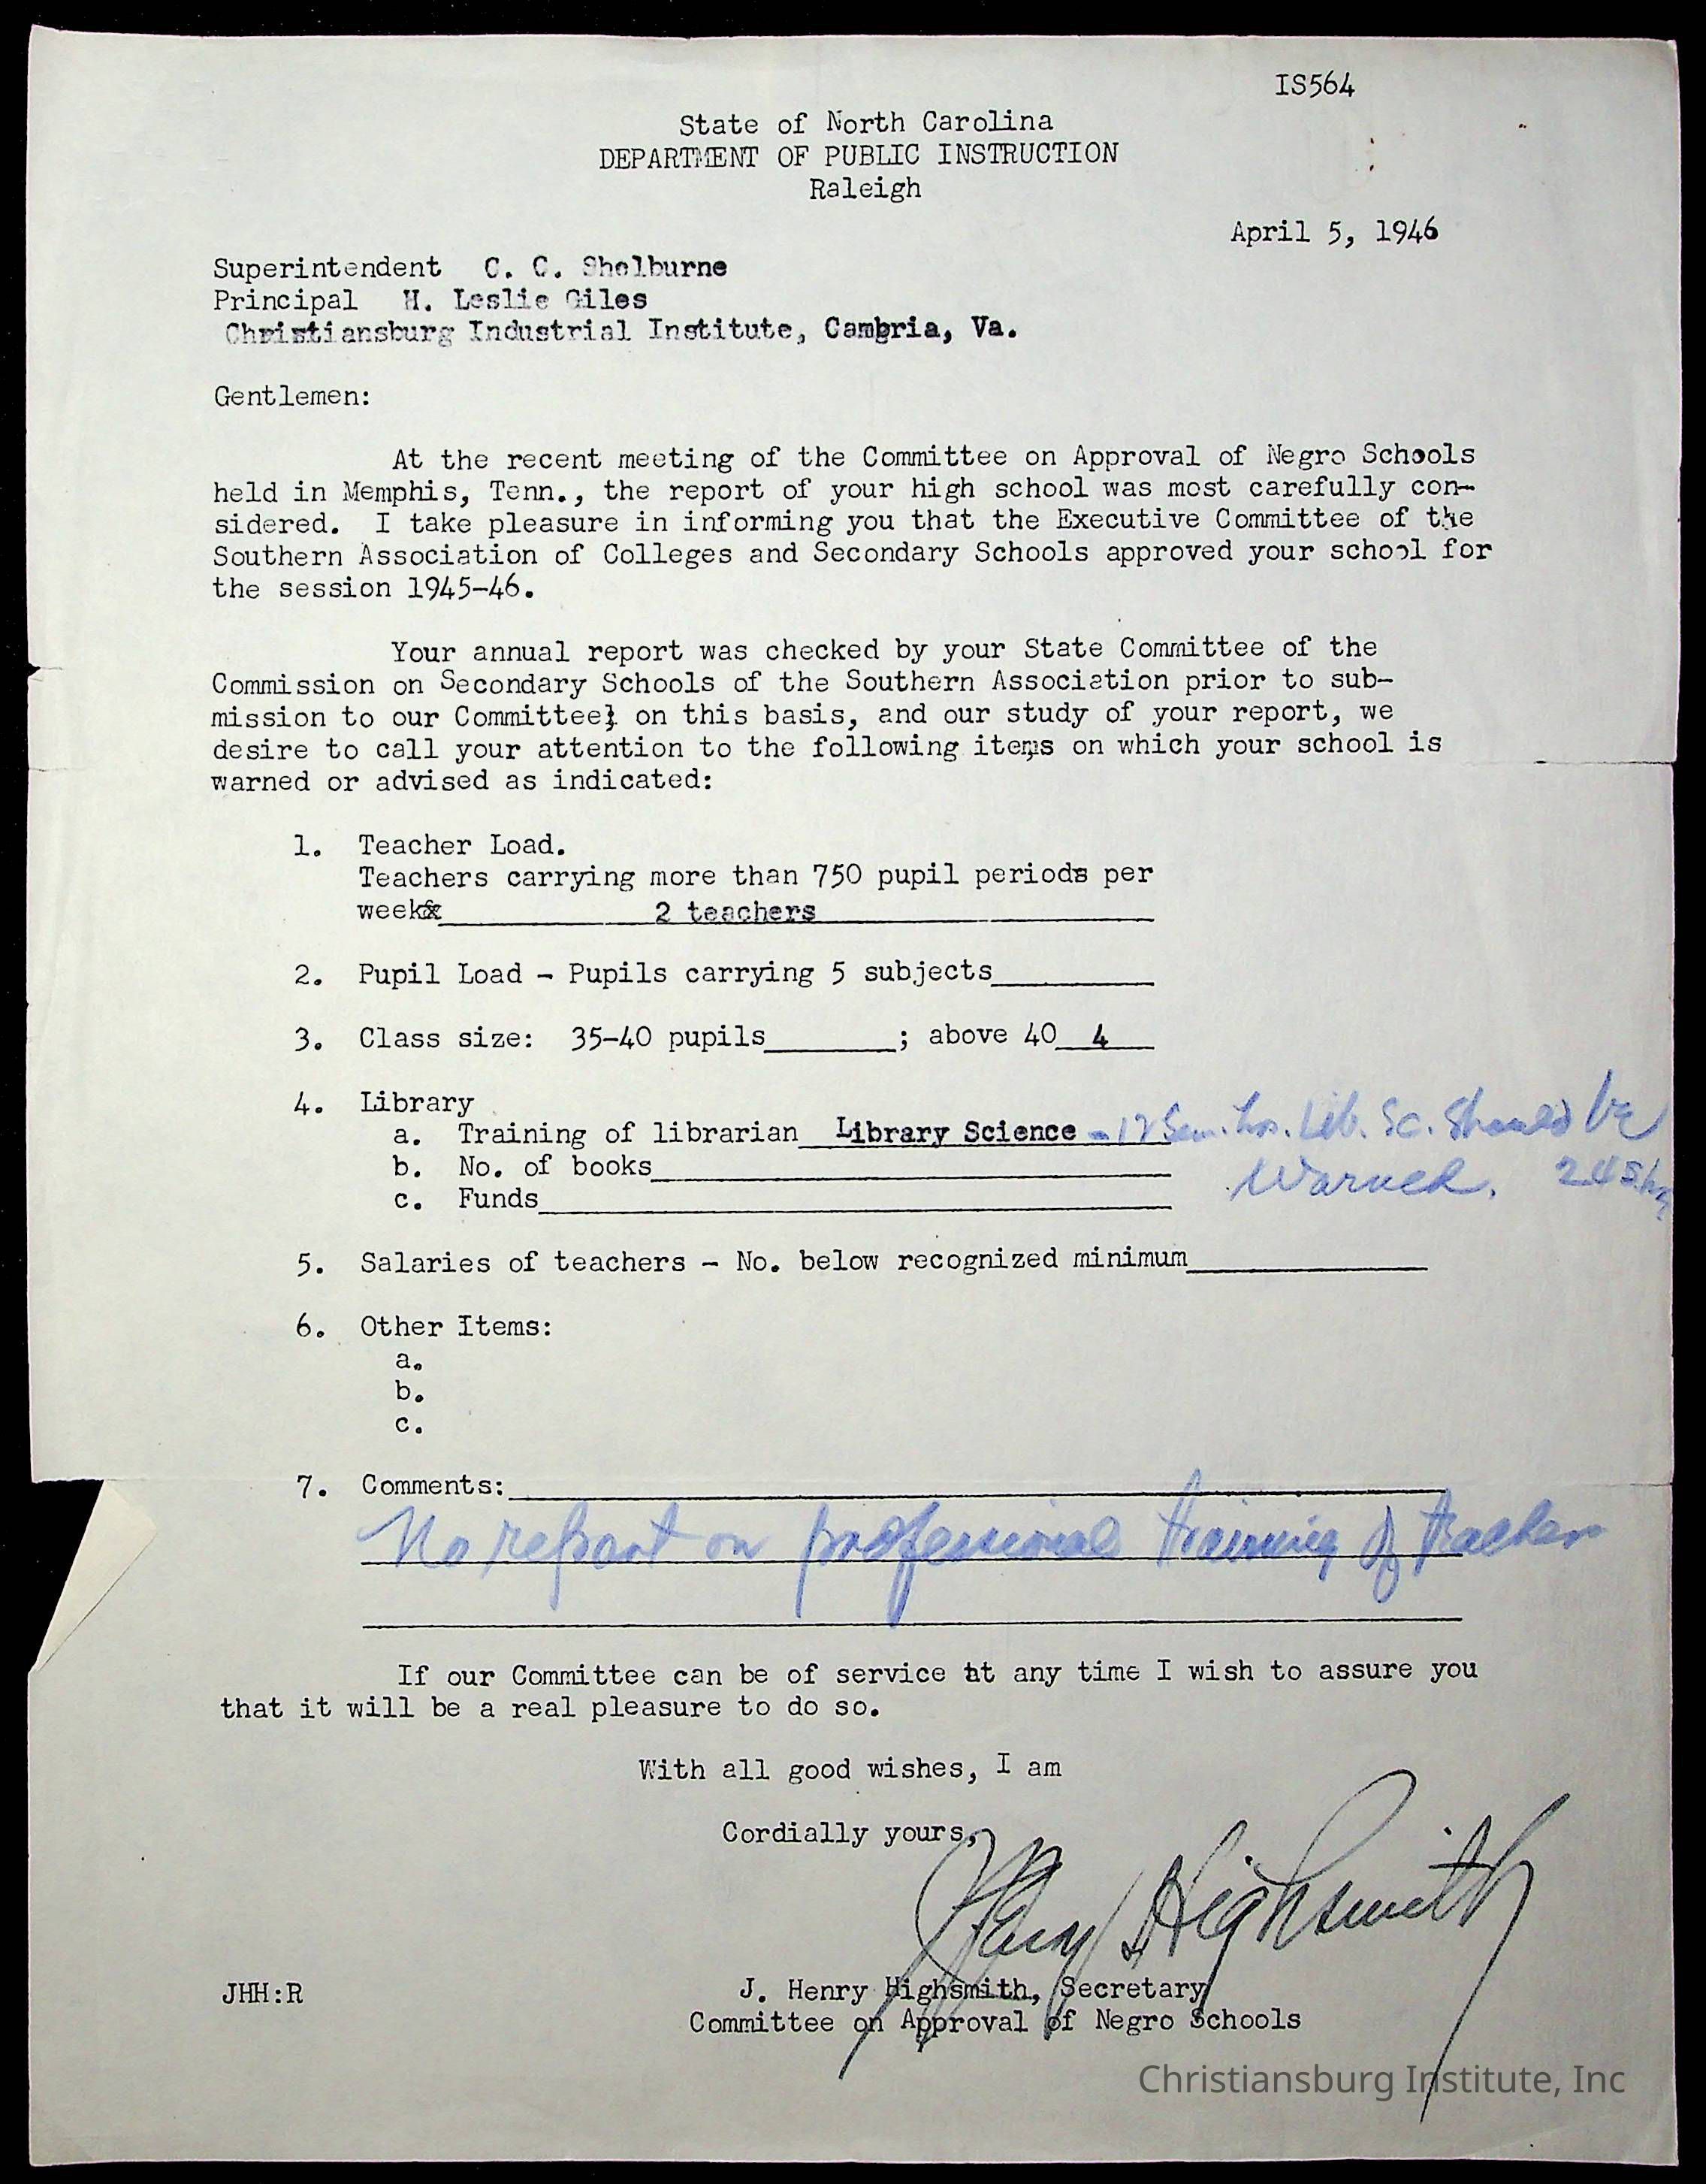 IS564
State of North Carolina
DEPARTMENT OF PUBLIC INSTRUCTION
Raleigh
April 5, 1946
Superintendent C. C. Shelburne
Principal H. Leslie Giles
Christiansburg Industrial Institute, Cambria, Va.
Gentlemen:
At the recent meeting of the Committee on Approval of Negro Schools
held in Memphis, Tenn., the report of your high school was most carefully con-
sidered. I take pleasure in informing you that the Executive Committee of the
Southern Association of Colleges and Secondary Schools approved your school for
the session 1945-46.
Your annual report was checked by your State Committee of the
Commission on Secondary Schools of the Southern Association prior to sub-
mission to our Committee; on this basis, and our study of your report, we
desire to call your attention to the following items on which your school is
warned or advised as indicated:
1. Teacher Load.
Teachers carrying more than 750 pupil periods per
week 2 teachers
2. Pupil Load - Pupils carrying 5 subjects
3. Class size: 35-40 pupils ; above 40 4
4. Library
a. Training of librarian Library Science - 12 Sem. hrs. Lib. Sc. Should be
b. No. of books Warned. 24 S. hrs.
c. Funds
5. Salaries of teachers - No. below recognized minimum
6. Other Items:
a.
b.
c.
7. Comments:
No report on professional training of teachers
If our Committee can be of service at any time I wish to assure you
that it will be a real pleasure to do so.
With all good wishes, I am
Cordially yours,
J Henry Highsmith
JHH:R J. Henry Highsmith, Secretary
Committee on Approval of Negro Schools
Christiansburg Institute, Inc